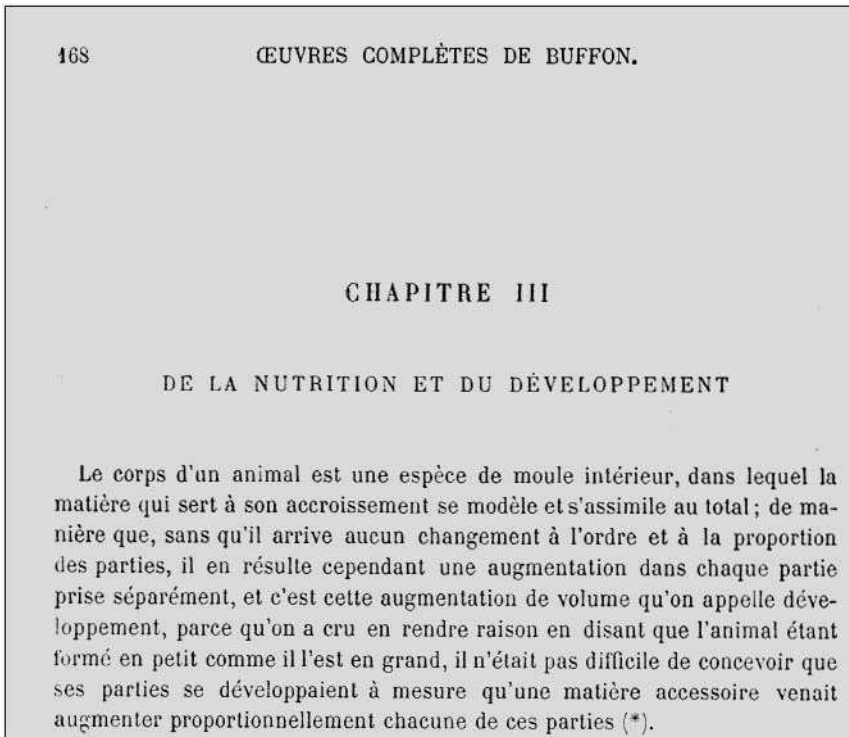 168 ŒUVRES COMPLÈTES DE BUFFON.
CHAPITRE III
DE LA NUTRITION ET DU DÉVELOPPEMENT
Le corps d'un animal est une espèce de moule intérieur, dans lequel la
matière qui sert à son accroissement se modèle et s'assimile au total ; de ma-
nière que, sans qu'il arrive aucun changement à l'ordre et à la proportion
des parties, il en résulte cependant une augmentation dans chaque partie
prise séparément, et c'est cette augmentation de volume qu'on appelle déve-
loppement, parce qu'on a cru en rendre raison en disant que l'animal étant
formé en petit comme il l'est en grand, il n'était pas difficile de concevoir que
ses parties se développaient à mesure qu'une matière accessoire venait
augmenter proportionnellement chacune de ces parties (*).